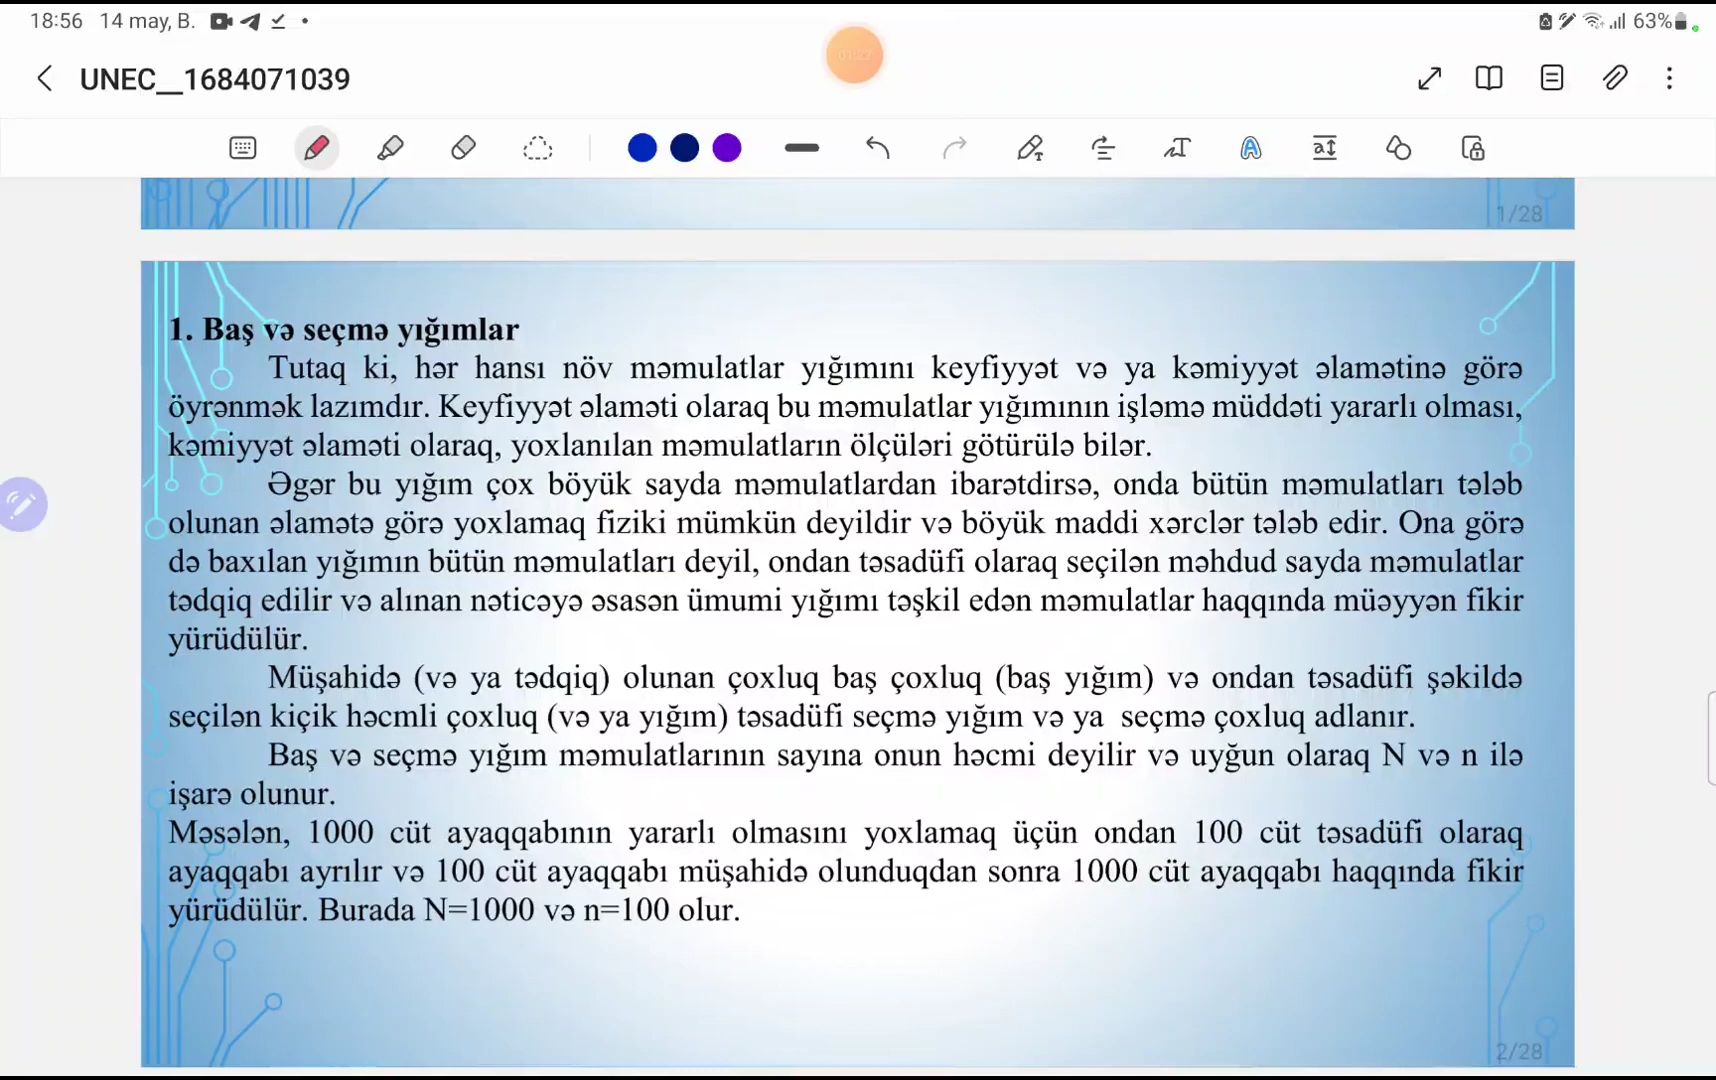 18:56 14 may, B.
63%
01:22
UNEC__1684071039
1/28
1. Baş və seçmə yığımlar
Tutaq ki, hər hansı növ məmulatlar yığımını keyfiyyət və ya kəmiyyət əlamətinə görə
öyrənmək lazımdır. Keyfiyyət əlaməti olaraq bu məmulatlar yığımının işləmə müddəti yararlı olması,
kəmiyyət əlaməti olaraq, yoxlanılan məmulatların ölçüləri götürülə bilər.
Əgər bu yığım çox böyük sayda məmulatlardan ibarətdirsə, onda bütün məmulatları tələb
olunan əlamətə görə yoxlamaq fiziki mümkün deyildir və böyük maddi xərclər tələb edir. Ona görə
də baxılan yığımın bütün məmulatları deyil, ondan təsadüfi olaraq seçilən məhdud sayda məmulatlar
tədqiq edilir və alınan nəticəyə əsasən ümumi yığımı təşkil edən məmulatlar haqqında müəyyən fikir
yürüdülür.
Müşahidə (və ya tədqiq) olunan çoxluq baş çoxluq (baş yığım) və ondan təsadüfi şəkildə
seçilən kiçik həcmli çoxluq (və ya yığım) təsadüfi seçmə yığım və ya seçmə çoxluq adlanır.
Baş və seçmə yığım məmulatlarının sayına onun həcmi deyilir və uyğun olaraq N və n ilə
işarə olunur.
Məsələn, 1000 cüt ayaqqabının yararlı olmasını yoxlamaq üçün ondan 100 cüt təsadüfi olaraq
ayaqqabı ayrılır və 100 cüt ayaqqabı müşahidə olunduqdan sonra 1000 cüt ayaqqabı haqqında fikir
yürüdülür. Burada N=1000 və n=100 olur.
2/28